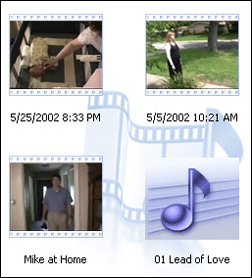 5/25/2002 8:33 PM
5/5/2002 10:21 AM
Mike at Home
01 Lead of Love